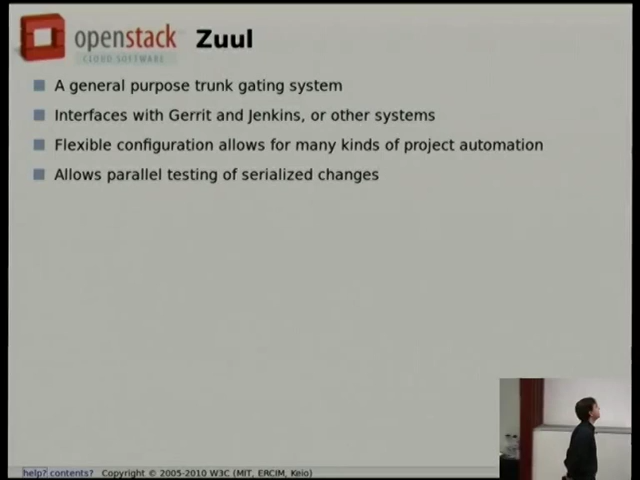 openstack
CLOUD SOFTWARE
Zuul
A general purpose trunk gating system
Interfaces with Gerrit and Jenkins, or other systems
Flexible configuration allows for many kinds of project automation
Allows parallel testing of serialized changes
help? contents? Copyright © 2005-2010 W3C (MIT, ERCIM, Keio)